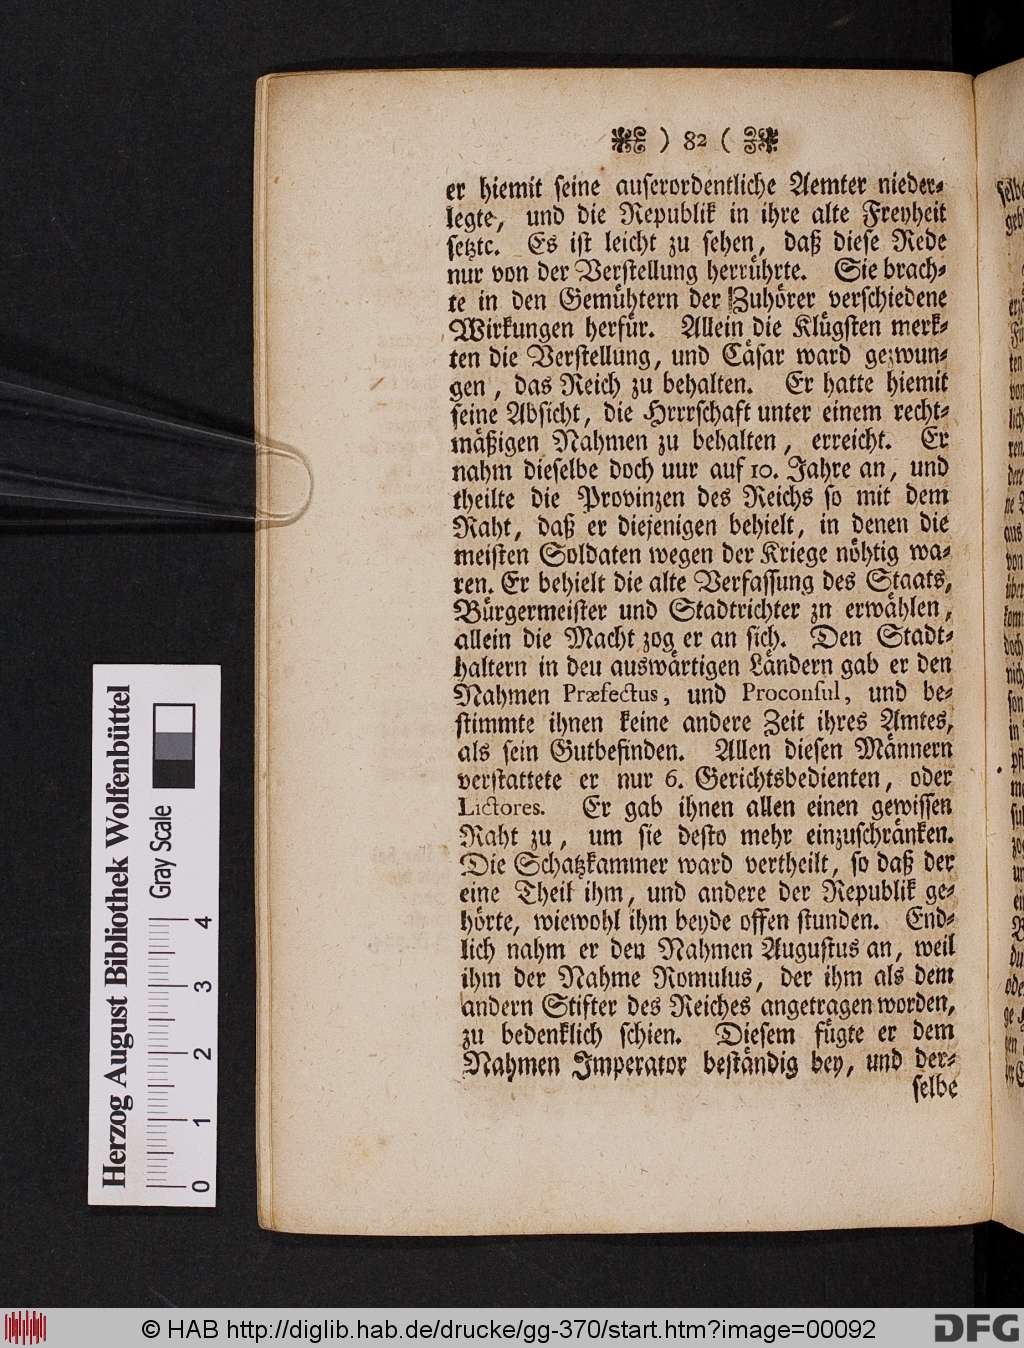 ) 82 (
er hiemit seine auserordentliche Aemter nieder-
legte, und die Republik in ihre alte Freyheit
setztc. Es ist leicht zu sehen, daß diese Rede
nur von der Verstellung herrührte. Sie brach-
te in den Gemühtern der Zuhörer verschiedene
Wirkungen herfür. Allein die Klügsten merk-
ten die Verstellung, und Cäsar ward gezwun-
gen, das Reich zu behalten. Er hatte hiemit
seine Absicht, die Hrrrschaft unter einem recht-
mäßigen Nahmen zu behalten, erreicht. Er
nahm dieselbe doch uur auf 10. Jahre an, und
theilte die Provinzen des Reichs so mit dem
Raht, daß er diejenigen behielt, in denen die
meisten Soldaten wegen der Kriege nöhtig wa-
ren. Er behielt die alte Verfassung des Staats,
Bürgermeister und Stadtrichter zn erwählen,
allein die Macht zog er an sich. Den Stadt-
haltern in deu auswärtigen Ländern gab er den
Nahmen Præfectus, und Proconsul, und be-
stimmte ihnen keine andere Zeit ihres Amtes,
als sein Gutbefinden. Allen diesen Männern
verstattete er nur 6. Gerichtsbedienten, oder
Lictores. Er gab ihnen allen einen gewissen
Raht zu, um sie desto mehr einzuschränken.
Die Schatzkammer ward vertheilt, so daß der
eine Theil ihm, und andere der Republik ge-
hörte, wiewohl ihm beyde offen stunden. End-
lich nahm er den Nahmen Augustus an, weil
ihm der Nahme Romulus, der ihm als dem
andern Stifter des Reiches angetragen worden,
zu bedenklich schien. Diesem fügte er dem
Nahmen Imperator beständig bey, und der-
selbe
Herzog August Bibliothek Wolfenbüttel
Gray Scale
0 1 2 3 4
© HAB http://diglib.hab.de/drucke/gg-370/start.htm?image=00092
DFG